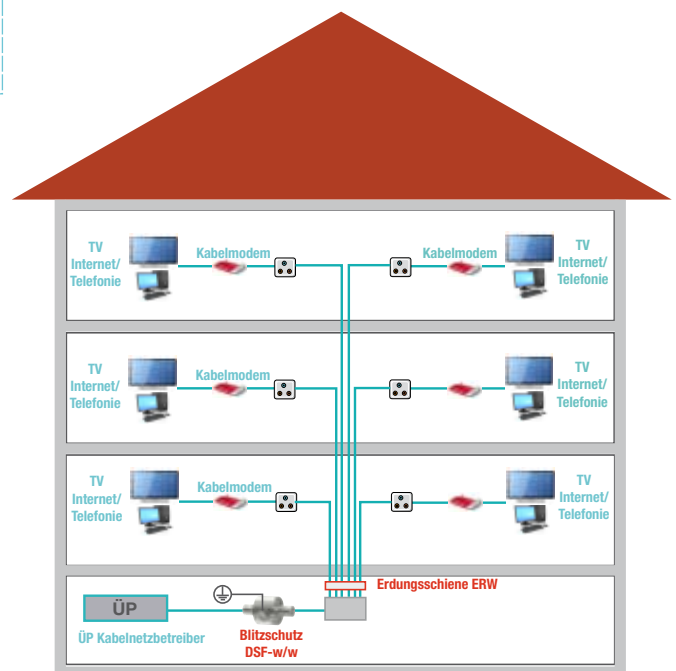 TV
Internet/
Telefonie
Kabelmodem
Kabelmodem
TV
Internet/
Telefonie
TV
Internet/
Telefonie
Kabelmodem
TV
Internet/
Telefonie
TV
Internet/
Telefonie
Kabelmodem
TV
Internet/
Telefonie
Erdungsschiene ERW
ÜP
ÜP Kabelnetzbetreiber
Blitzschutz
DSF-w/w